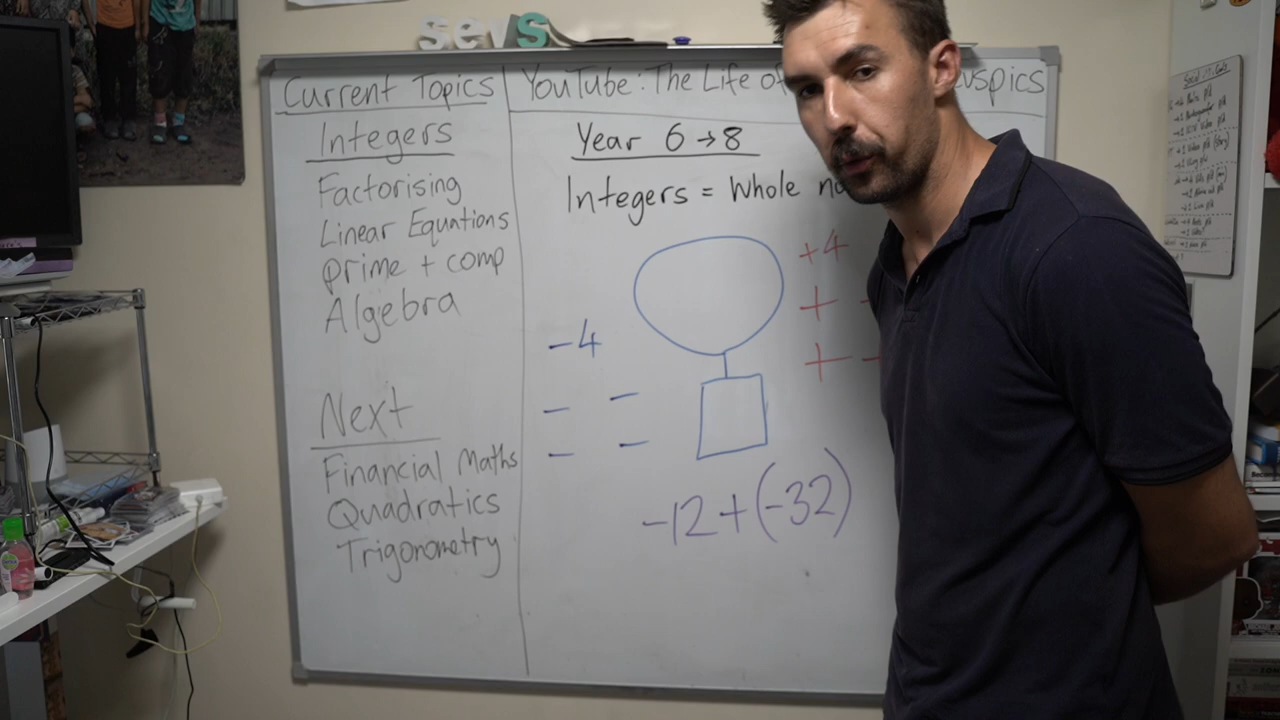 sevs
Current Topics
YouTube: The Life of
vspics
Integers
Factorising
Linear Equations
prime + comp
Algebra
Next
Financial Maths
Quadratics
Trigonometry
Year 6 → 8
Integers = Whole
+4
+
+
-4
- -
- -
-12+(-32)